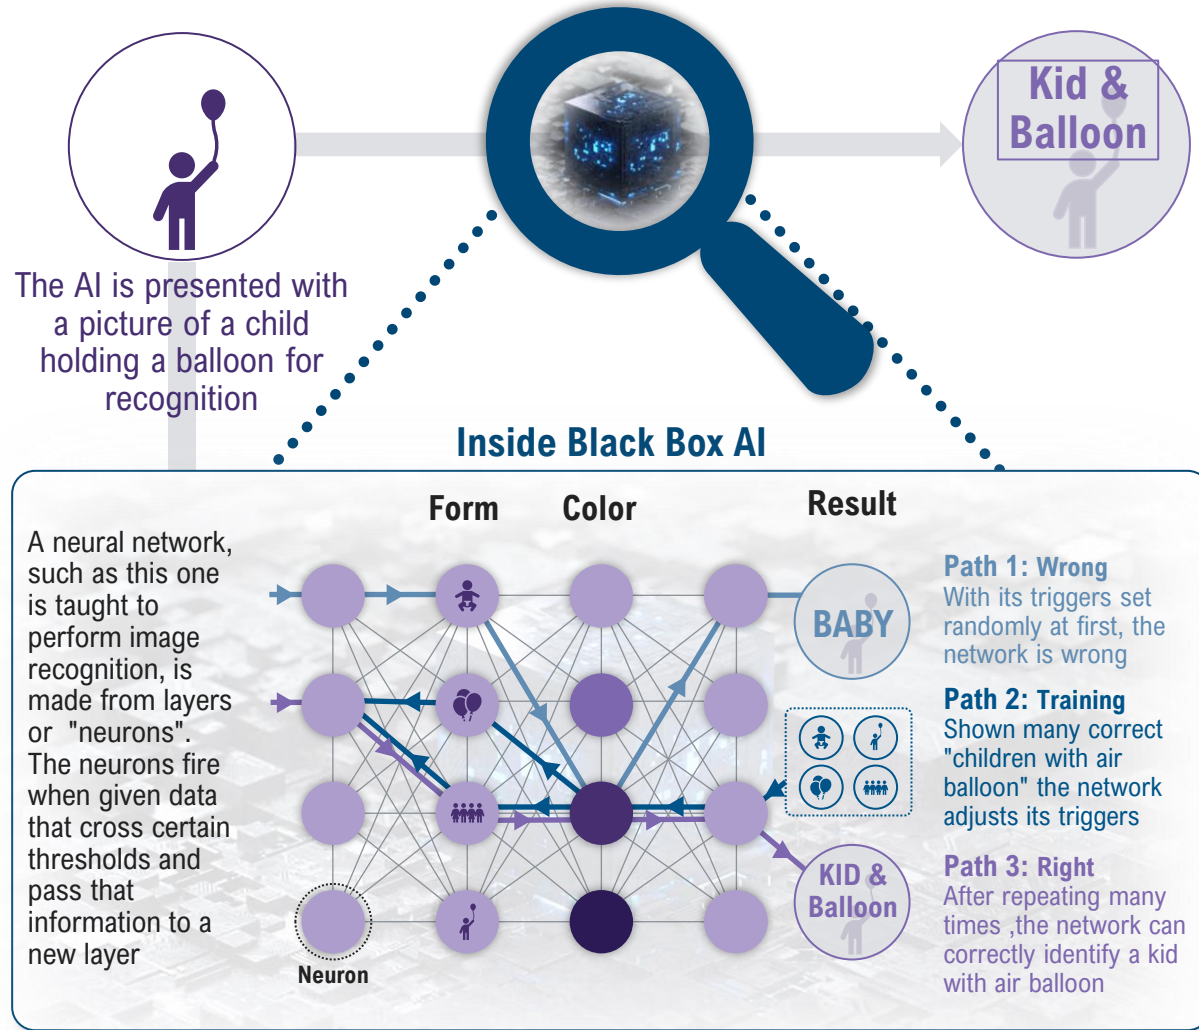 Kid &
Balloon
The AI is presented with
a picture of a child
holding a balloon for
recognition
Inside Black Box AI
A neural network,
such as this one
is taught to
perform image
recognition, is
made from layers
or "neurons".
The neurons fire
when given data
that cross certain
thresholds and
pass that
information to a
new layer
Form
Color
Result
Neuron
BABY
KID &
Balloon
Path 1: Wrong
With its triggers set
randomly at first, the
network is wrong
Path 2: Training
Shown many correct
"children with air
balloon" the network
adjusts its triggers
Path 3: Right
After repeating many
times ,the network can
correctly identify a kid
with air balloon